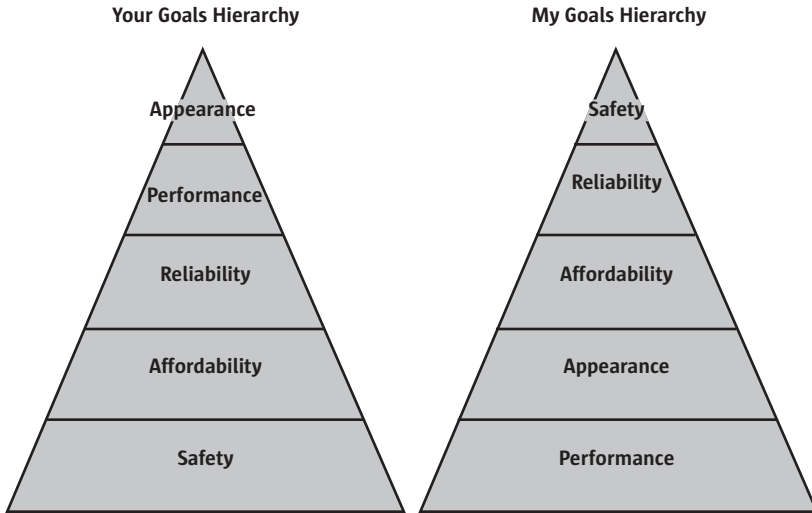 Your Goals Hierarchy
Appearance
Performance
Reliability
Affordability
Safety
My Goals Hierarchy
Safety
Reliability
Affordability
Appearance
Performance